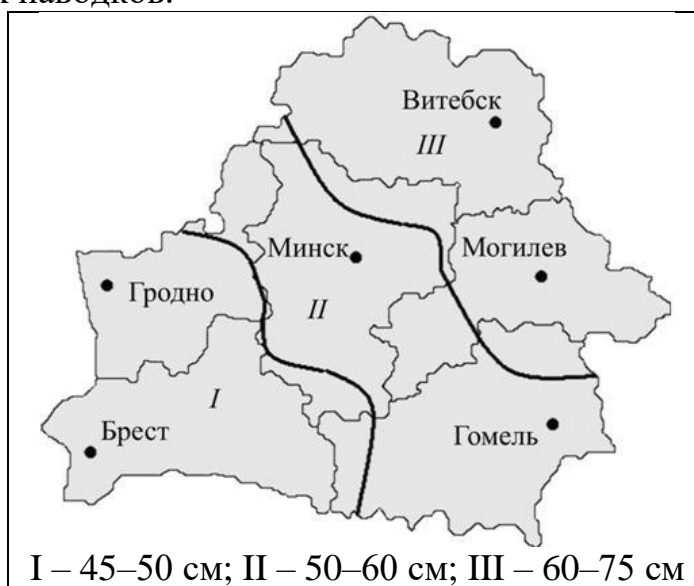 наводков.
Витебск
III
Минск
Могилев
Гродно
II
I
Брест
Гомель
I – 45–50 см; II – 50–60 см; III – 60–75 см